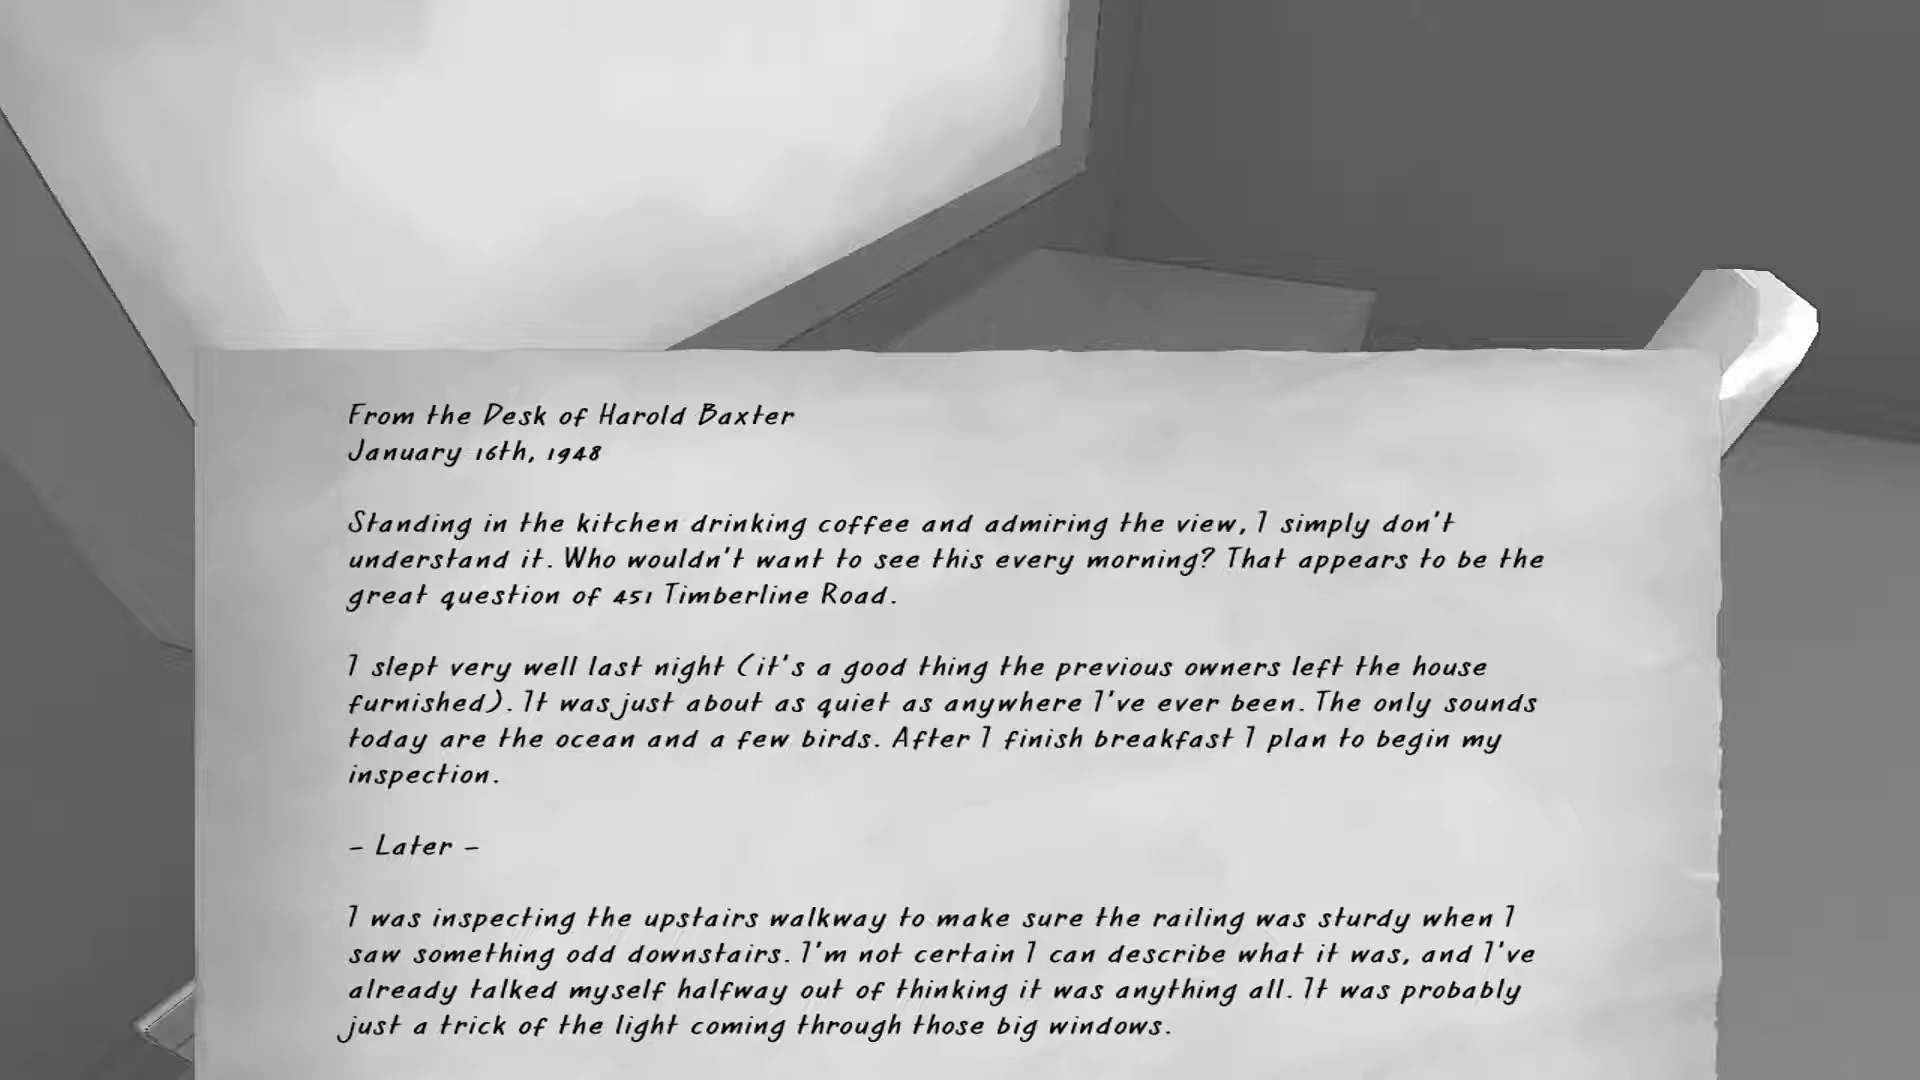 From the Desk of Harold Baxter
January 16th, 1948
Standing in the kitchen drinking coffee and admiring the view, I simply don't
understand it. Who wouldn't want to see this every morning? That appears to be the
great question of 451 Timberline Road.
I slept very well last night (it's a good thing the previous owners left the house
furnished). It was just about as quiet as anywhere I've ever been. The only sounds
today are the ocean and a few birds. After I finish breakfast I plan to begin my
inspection.
- Later -
I was inspecting the upstairs walkway to make sure the railing was sturdy when I
saw something odd downstairs. I'm not certain I can describe what it was, and I've
already talked myself halfway out of thinking it was anything all. It was probably
just a trick of the light coming through those big windows.